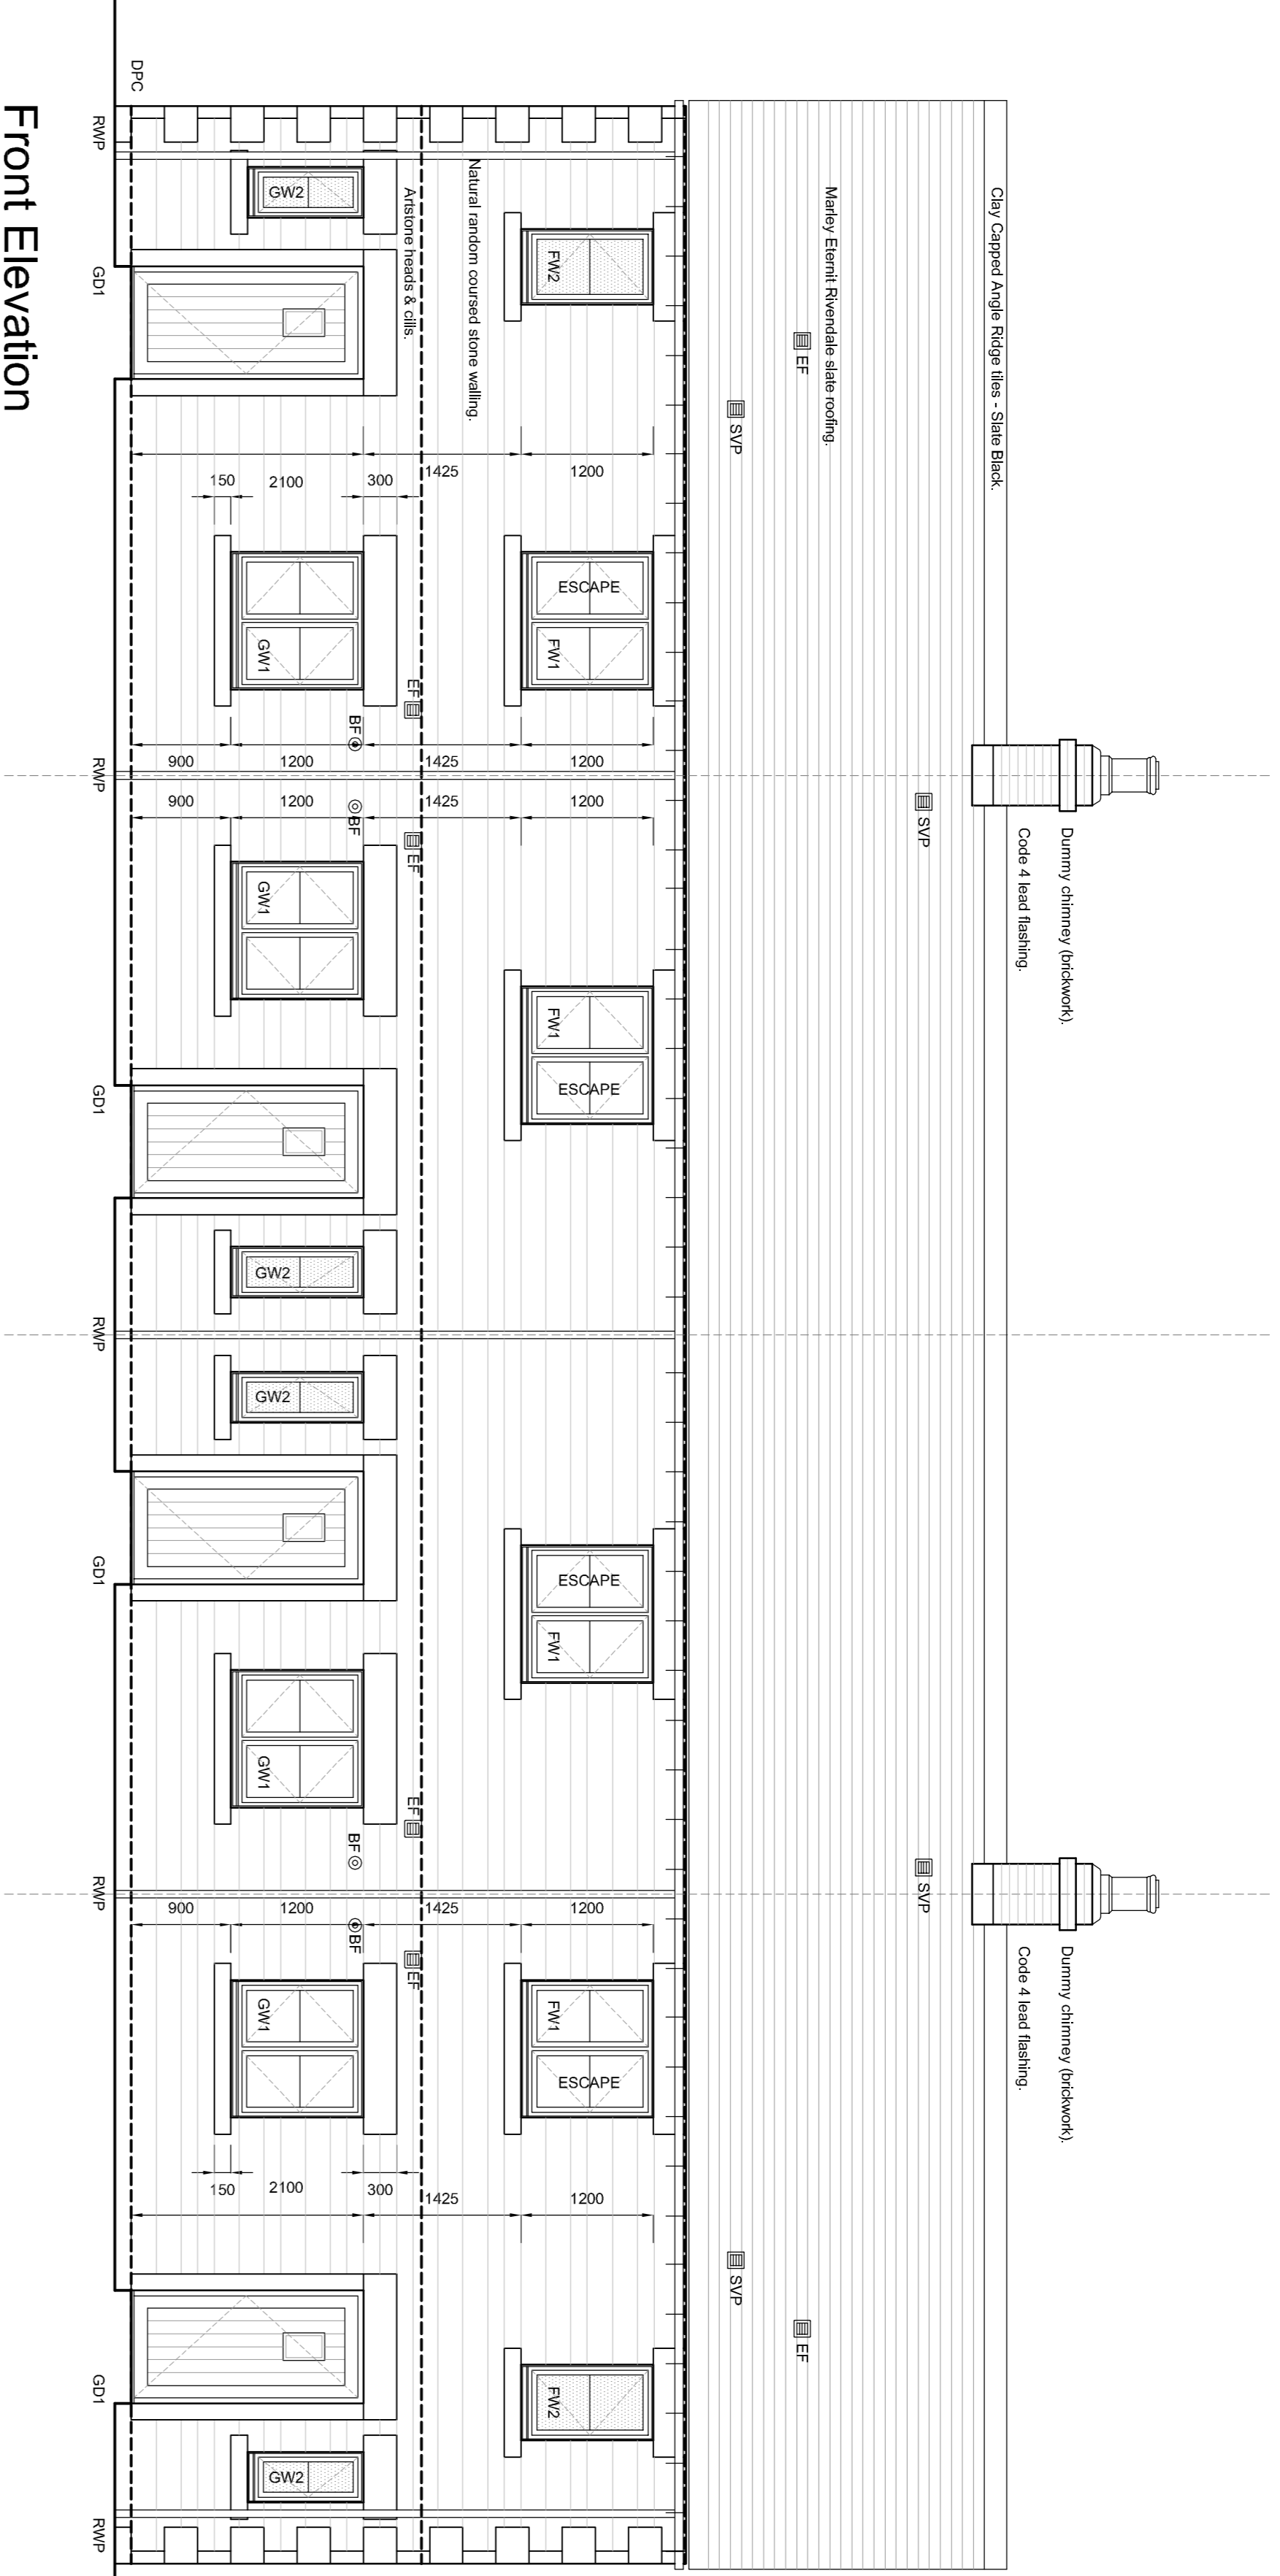 Dummy chimney (brickwork).
Dummy chimney (brickwork).
Code 4 lead flashing.
Code 4 lead flashing.
Clay Capped Angle Ridge tiles - Slate Black.
SVP
SVP
Marley Eternit Rivendale slate roofing.
EF
EF
SVP
SVP
1200
ESCAPE
1200
1200
ESCAPE
ESCAPE
1200
ESCAPE
1200
FW2
FW1
FW1
FW1
FW1
FW2
Natural random coursed stone walling.
1425
1425
1425
1425
1425
Artstone heads & cills.
EF
EF
EF
EF
300
300
BF
BF
BF
BF
1200
1200
1200
GW2
2100
2100
GW2
GW1
GW1
GW2
GW2
GW1
GW1
150
150
900
900
900
DPC
RWP
GD1
RWP
GD1
RWP
GD1
RWP
GD1
RWP
Front Elevation